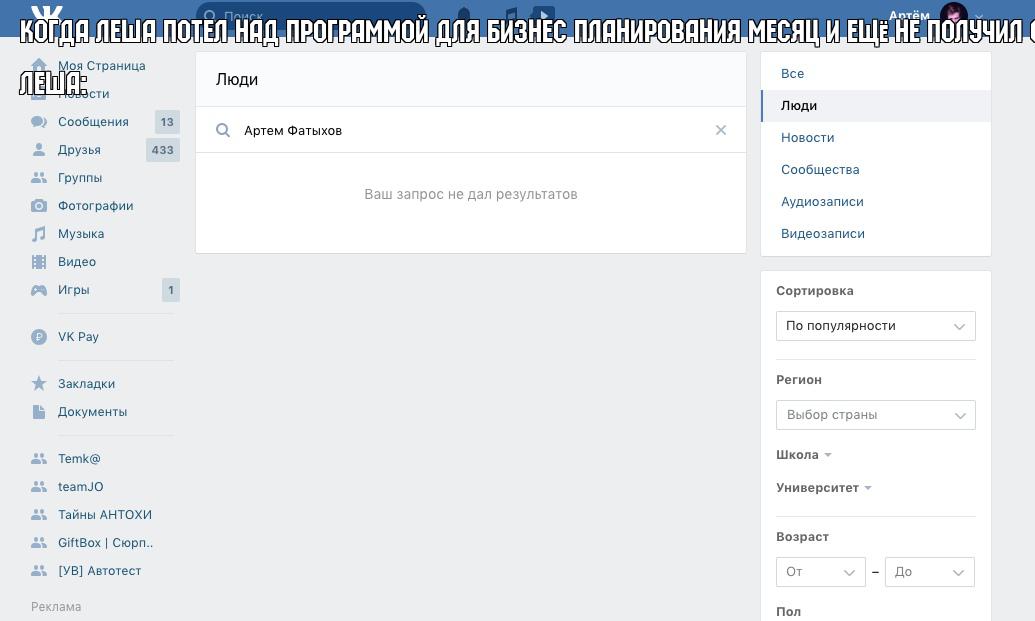 Поиск
Артём
КОГДА ЛЕША ПОТЕЛ НАД ПРОГРАММОЙ ДЛЯ БИЗНЕС ПЛАНИРОВАНИЯ МЕСЯЦ И ЕЩЁ НЕ ПОЛУЧИЛ
ЛЕША:
Моя Страница
Новости
Сообщения 13
Друзья 433
Группы
Фотографии
Музыка
Видео
Игры 1
VK Pay
Закладки
Документы
Temk@
teamJO
Тайны АНТОХИ
GiftBox | Сюрп..
[УВ] Автотест
Реклама
Люди
Артем Фатыхов
Ваш запрос не дал результатов
Все
Люди
Новости
Сообщества
Аудиозаписи
Видеозаписи
Сортировка
По популярности
Регион
Выбор страны
Школа
Университет
Возраст
От – До
Пол